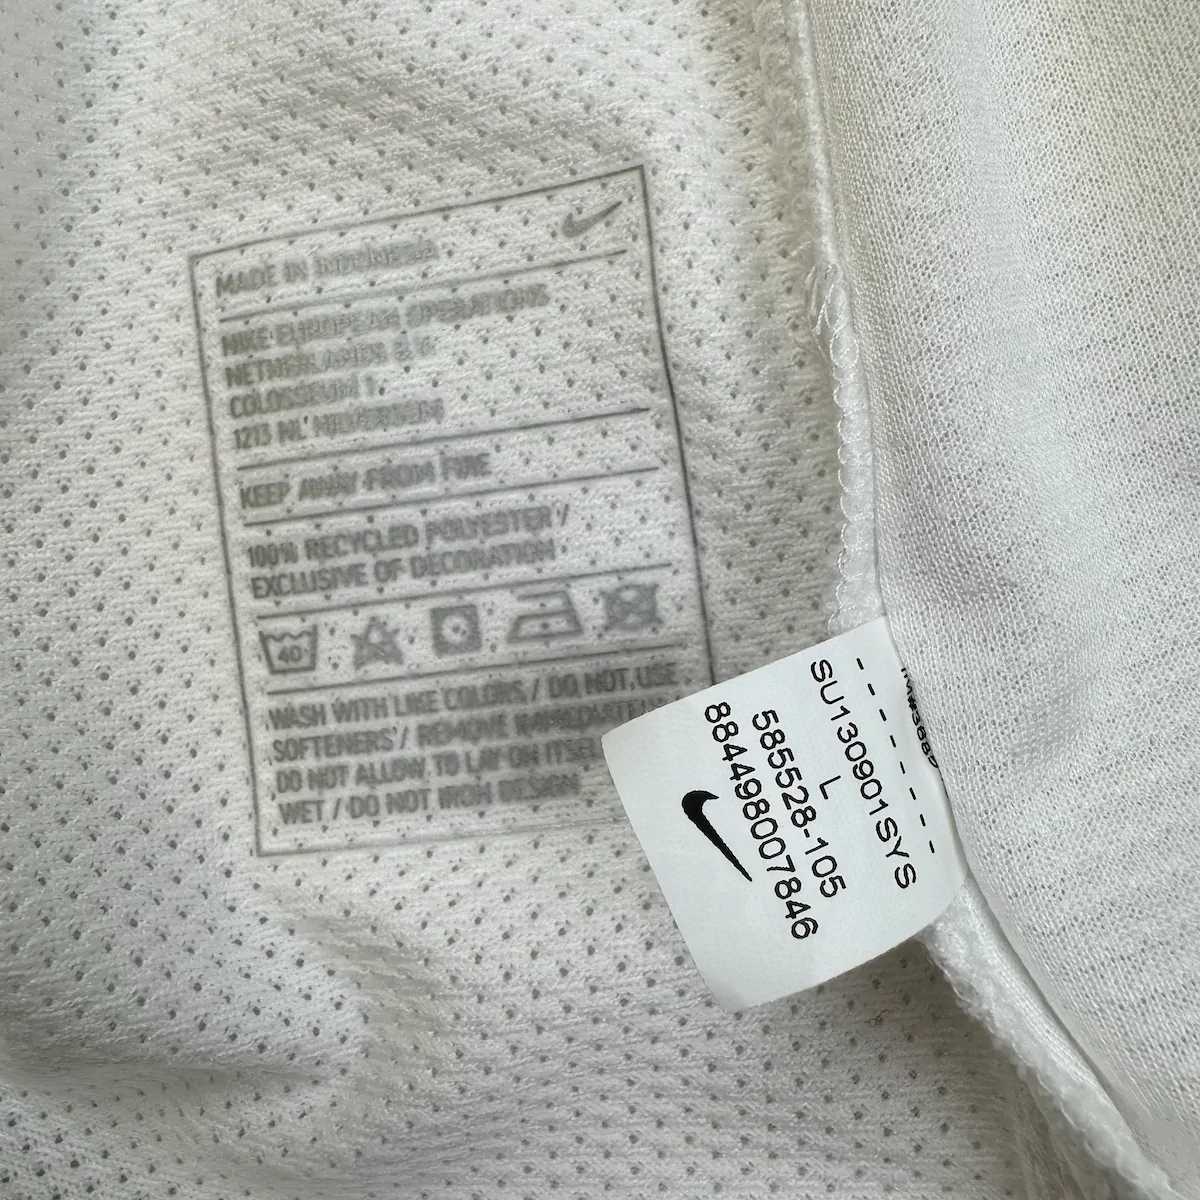 MADE IN INDONESIA
NIKE EUROPEAN OPERATIONS
NETHERLANDS B.V.
COLOSSEUM 1
1213 NL HILVERSUM
KEEP AWAY FROM FIRE
100% RECYCLED POLYESTER /
EXCLUSIVE OF DECORATION
40
WASH WITH LIKE COLORS / DO NOT USE
SOFTENERS / REMOVE
DO NOT ALLOW TO LAY ON
WET / DO NOT IRON DESIGN
SU130901SYS
L
585528-105
884498007846